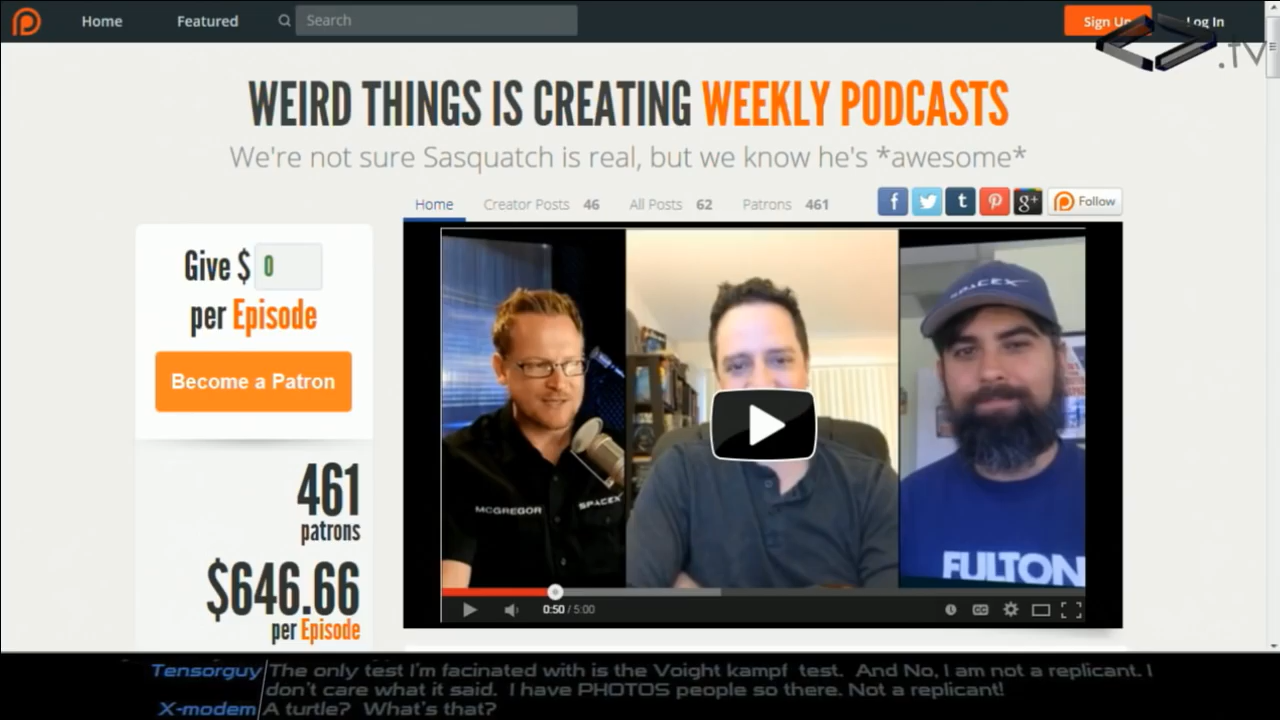 Home Featured Search Sign Up Log In
.TV
WEIRD THINGS IS CREATING WEEKLY PODCASTS
We're not sure Sasquatch is real, but we know he's *awesome*
Home Creator Posts 46 All Posts 62 Patrons 461
f t g+ Follow
Give $ 0
per Episode
Become a Patron
461
patrons
$646.66
per Episode
SPACEX
MCGREGOR SPACEX
FULTON
0:50 / 5:00
CC
Tensorguy The only test I'm facinated with is the Voight kampf test. And No, I am not a replicant. I
don't care what it said. I have PHOTOS people so there. Not a replicant!
X-modem A turtle? What's that?